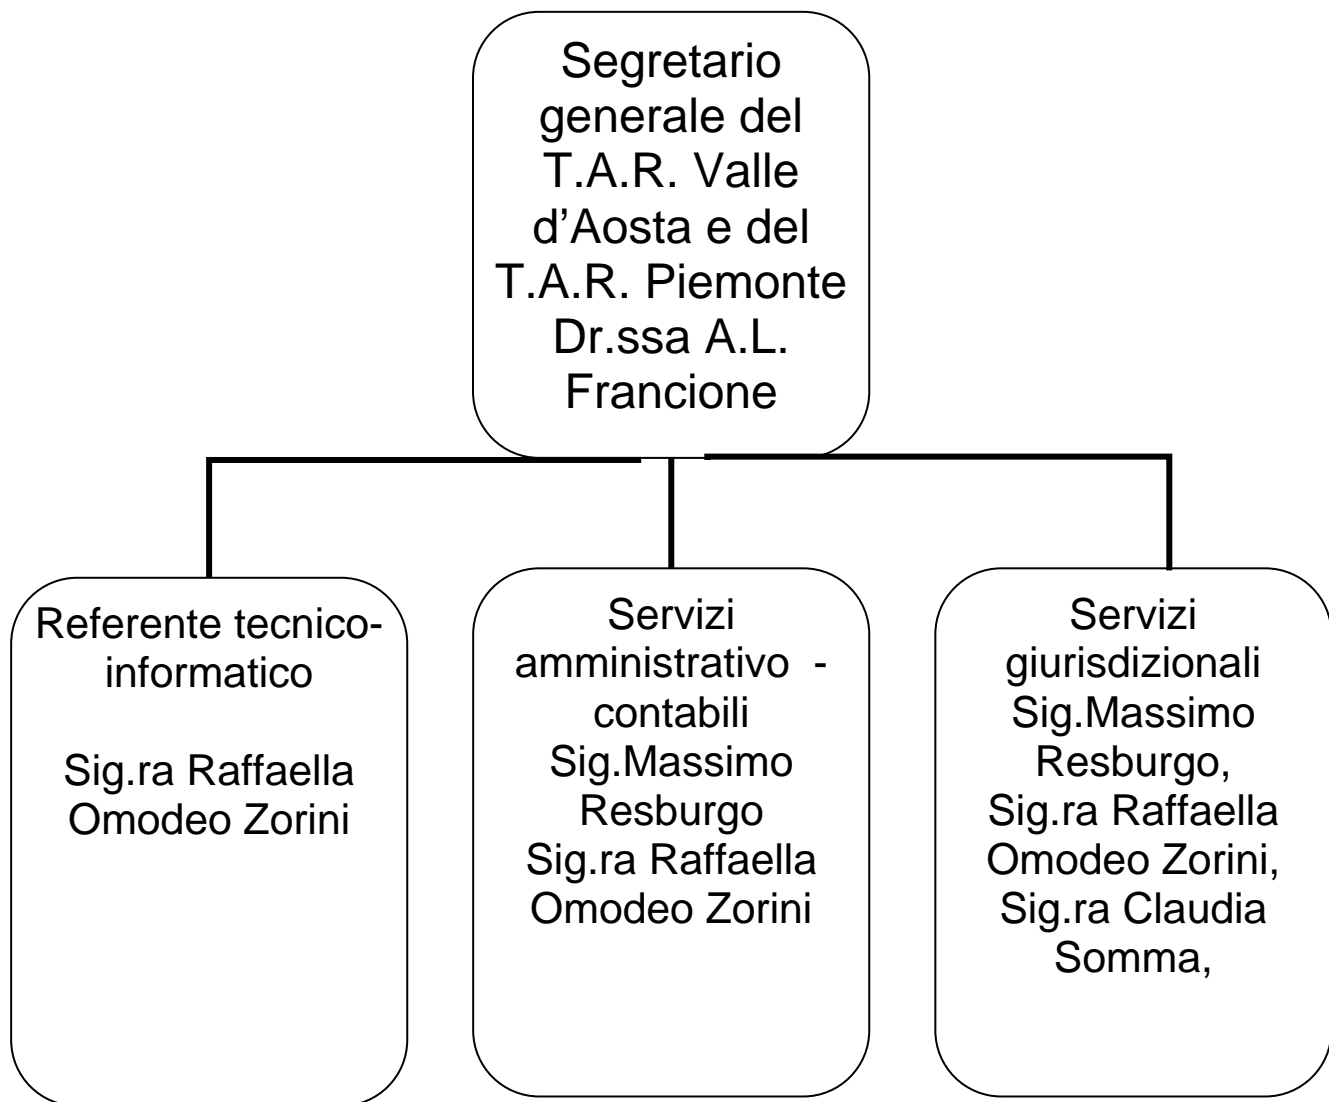 Segretario
generale del
T.A.R. Valle
d’Aosta e del
T.A.R. Piemonte
Dr.ssa A.L.
Francione
Referente tecnico-
informatico
Sig.ra Raffaella
Omodeo Zorini
Servizi
amministrativo  -
contabili
Sig.Massimo
Resburgo
Sig.ra Raffaella
Omodeo Zorini
Servizi
giurisdizionali
Sig.Massimo
Resburgo,
Sig.ra Raffaella
Omodeo Zorini,
Sig.ra Claudia
Somma,